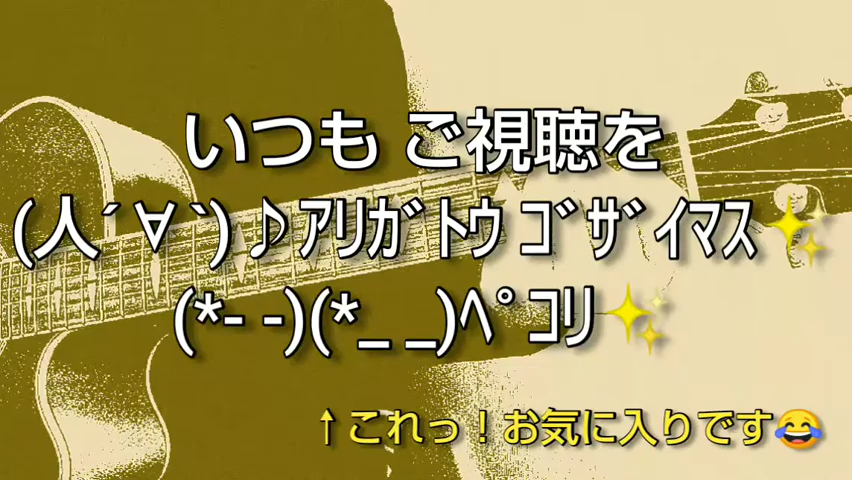 いつも ご視聴を
(人´∀`)♪ｱﾘｶﾞﾄｳ ｺﾞｻﾞｲﾏｽ✨
(*- -)(*_ _)ﾍﾟｺﾘ✨
↑これっ！お気に入りです😂